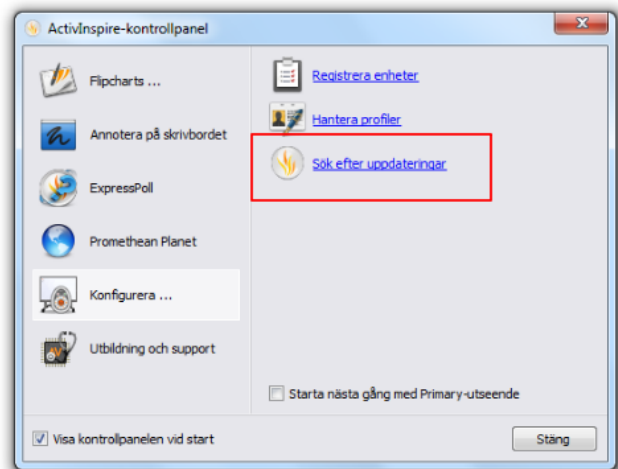 ActivInspire-kontrollpanel
Flipcharts ...
Annotera på skrivbordet
ExpressPoll
Promethean Planet
Konfigurera ...
Utbildning och support
Registrera enheter
Hantera profiler
Sök efter uppdateringar
Starta nästa gång med Primary-utseende
Visa kontrollpanelen vid start
Stäng